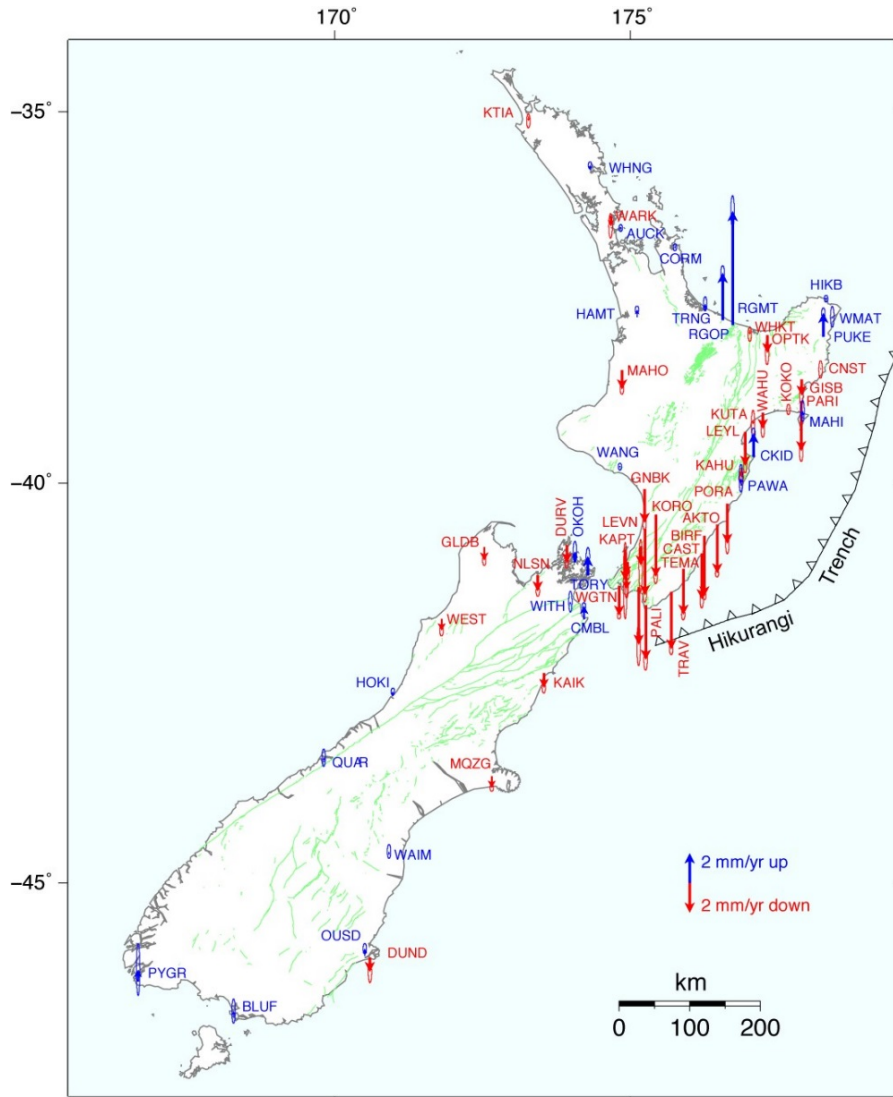 170° 175°
−35°
KTIA
WHNG
WARK
AUCK
CORM
HIKB
HAMT
TRNG
RGMT
WMAT
RGOP
WHKT
PUKE
OPTK
MAHO
CNST
WAHU
KOKO
GISB
PARI
KUTA
MAHI
LEYL
WANG
CKID
KAHU
−40°
GNBK
PAWA
PORA
DURV
OKOH
KORO
LEVN
AKTO
KAPT
BIRF
GLDB
CAST
NLSN
TEMA
TORY
WITH
WGTN
WEST
CMBL
PALI
TRAV
Hikurangi
Trench
HOKI
KAIK
QUAR
MQZG
WAIM
2 mm/yr up
−45°
2 mm/yr down
OUSD
DUND
PYGR
km
BLUF
0 100 200